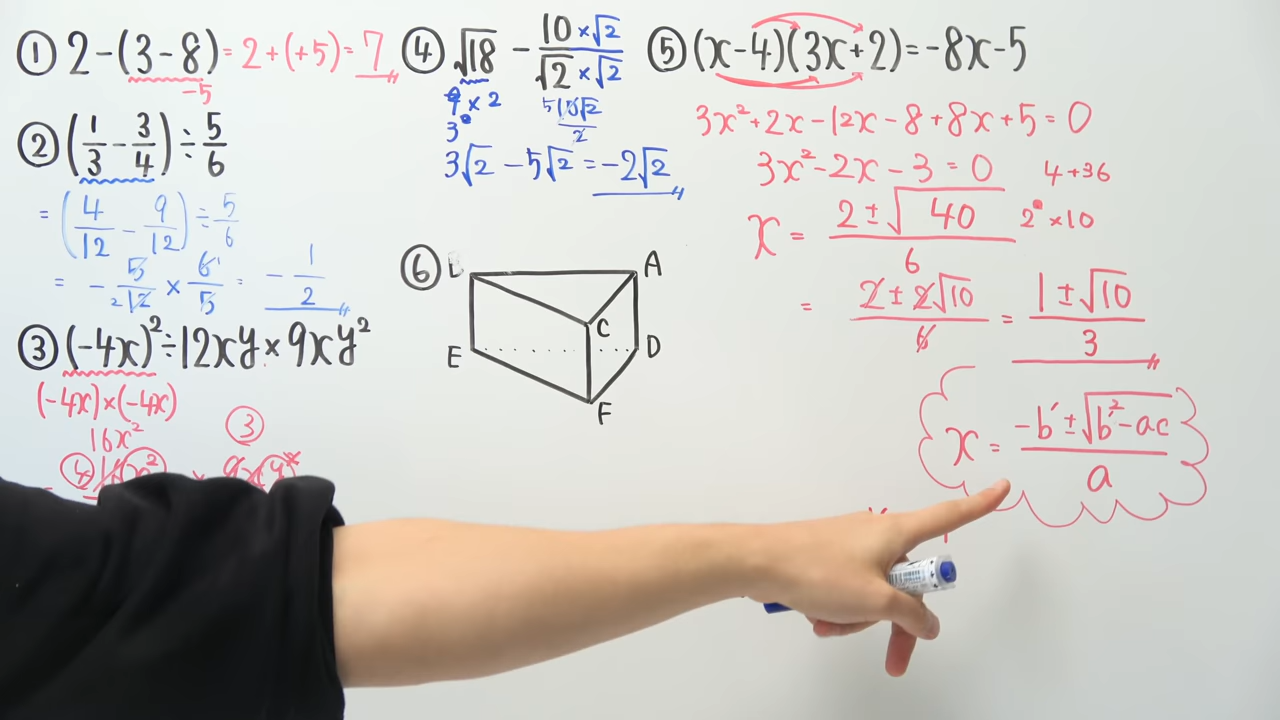 ① 2-(3-8)=2+(+5)=7
-5
② (1/3-3/4)÷5/6
=(4/12-9/12)÷5/6
=-5/12×6/5=-1/2
2 1
③ (-4x)²÷12xy×9xy²
(-4x)×(-4x)
16x²
③
④
④ √18-10×√2/√2×√2
9×2
3²
5 10√2/2
3√2-5√2=-2√2
⑤ (x-4)(3x+2)=-8x-5
3x²+2x-12x-8+8x+5=0
3x²-2x-3=0
4+36
x=2±√40/6
2²×10
=2±2√10/6=1±√10/3
x=-b'±√b'²-ac/a
⑥
A
C
E
D
F